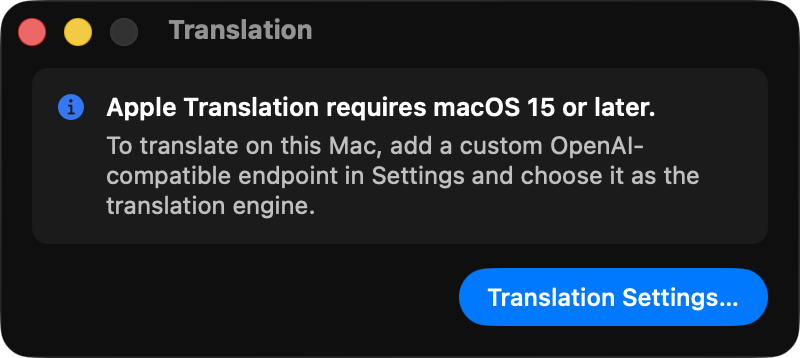 Translation
Apple Translation requires macOS 15 or later.
To translate on this Mac, add a custom OpenAI-
compatible endpoint in Settings and choose it as the
translation engine.
Translation Settings...